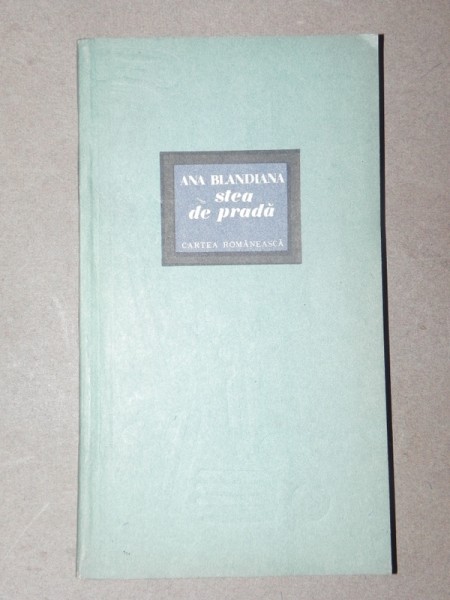 ANA BLANDIANA
stea
de pradă
CARTEA ROMÂNEASCĂ